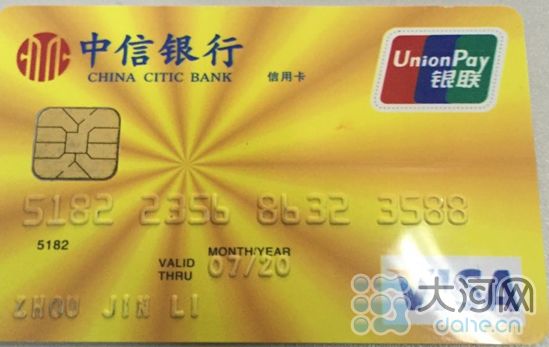 中信银行
CHINA CITIC BANK
信用卡
UnionPay
银联
5182 2356 8632 3588
5182
MONTH/YEAR
VALID THRU 07/20
ZHOU JIN LI
VISA
大河网
dahe.cn